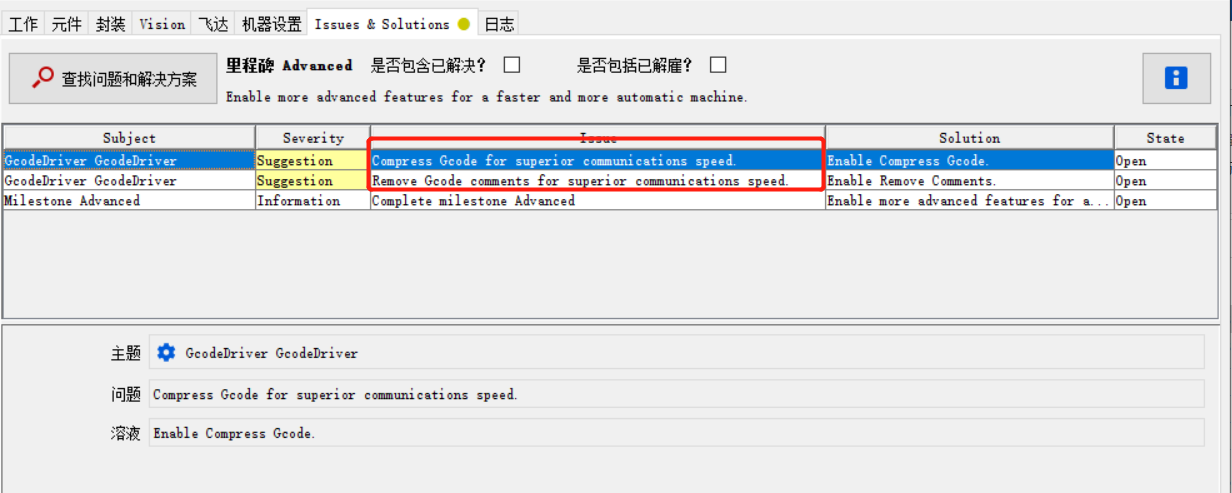 工作 元件 封装 Vision 飞达 机器设置 Issues & Solutions 日志
查找问题和解决方案
里程碑 Advanced 是否包含已解决? 是否包括已解雇?
Enable more advanced features for a faster and more automatic machine.
Subject Severity Issue Solution State
GcodeDriver GcodeDriver Suggestion Compress Gcode for superior communications speed. Enable Compress Gcode. Open
GcodeDriver GcodeDriver Suggestion Remove Gcode comments for superior communications speed. Enable Remove Comments. Open
Milestone Advanced Information Complete milestone Advanced Enable more advanced features for a... Open
主题 GcodeDriver GcodeDriver
问题 Compress Gcode for superior communications speed.
溶液 Enable Compress Gcode.